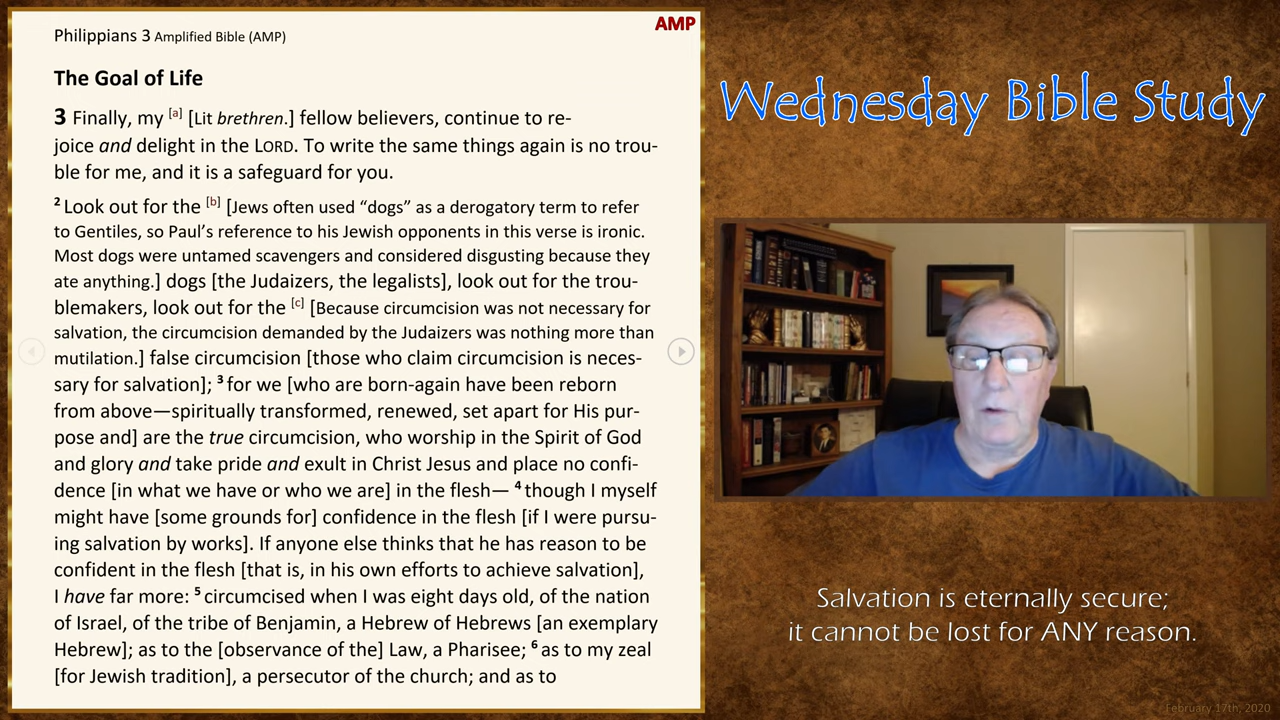 AMP
Philippians 3 Amplified Bible (AMP)
The Goal of Life
3 Finally, my [a] [Lit brethren.] fellow believers, continue to re-
joice and delight in the LORD. To write the same things again is no trou-
ble for me, and it is a safeguard for you.
2 Look out for the [b] [Jews often used “dogs” as a derogatory term to refer
to Gentiles, so Paul’s reference to his Jewish opponents in this verse is ironic.
Most dogs were untamed scavengers and considered disgusting because they
ate anything.] dogs [the Judaizers, the legalists], look out for the trou-
blemakers, look out for the [c] [Because circumcision was not necessary for
salvation, the circumcision demanded by the Judaizers was nothing more than
mutilation.] false circumcision [those who claim circumcision is neces-
sary for salvation]; 3 for we [who are born-again have been reborn
from above—spiritually transformed, renewed, set apart for His pur-
pose and] are the true circumcision, who worship in the Spirit of God
and glory and take pride and exult in Christ Jesus and place no confi-
dence [in what we have or who we are] in the flesh— 4 though I myself
might have [some grounds for] confidence in the flesh [if I were pursu-
ing salvation by works]. If anyone else thinks that he has reason to be
confident in the flesh [that is, in his own efforts to achieve salvation],
I have far more: 5 circumcised when I was eight days old, of the nation
of Israel, of the tribe of Benjamin, a Hebrew of Hebrews [an exemplary
Hebrew]; as to the [observance of the] Law, a Pharisee; 6 as to my zeal
[for Jewish tradition], a persecutor of the church; and as to
Wednesday Bible Study
Salvation is eternally secure;
it cannot be lost for ANY reason.
February 17th, 2020